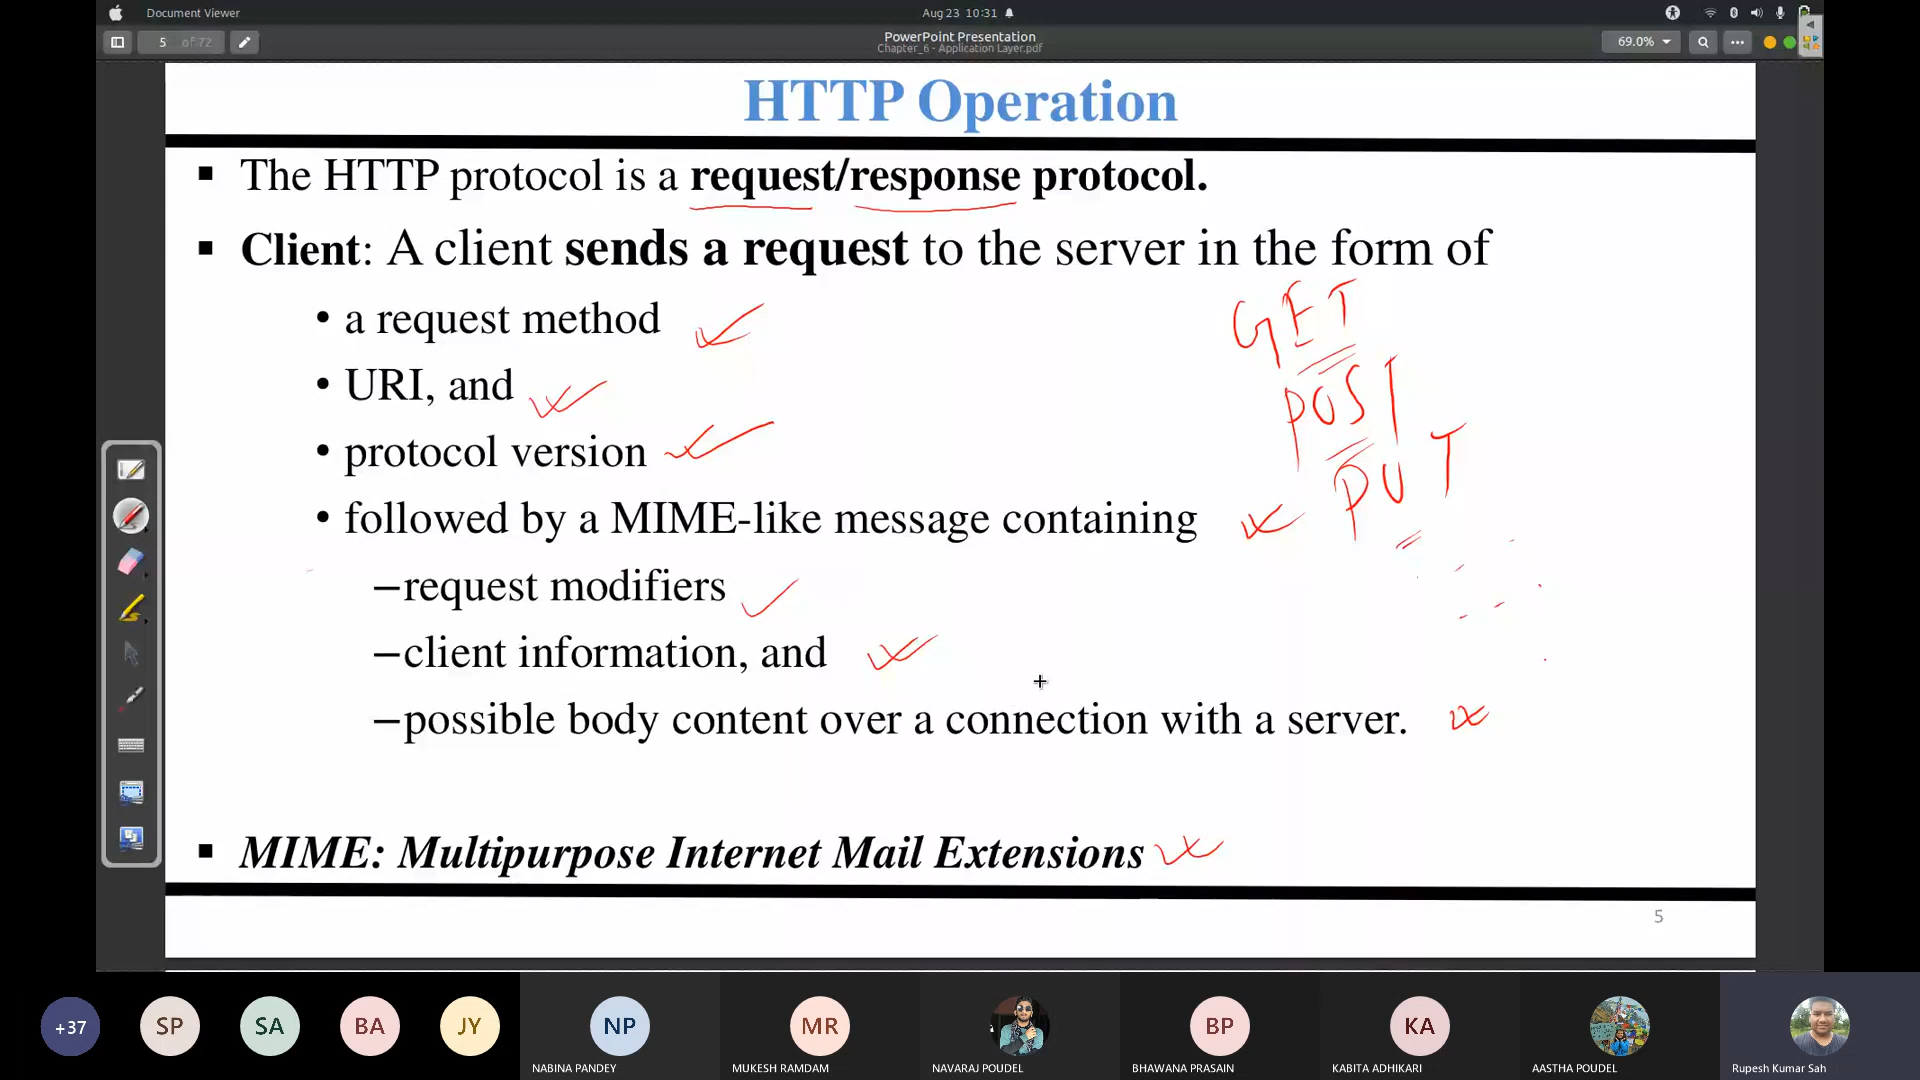 Document Viewer
Aug 23 10:31
5 of 72
PowerPoint Presentation
Chapter_6 - Application Layer.pdf
69.0%
HTTP Operation
▪ The HTTP protocol is a request/response protocol.
▪ Client: A client sends a request to the server in the form of
• a request method
• URI, and
• protocol version
• followed by a MIME-like message containing
–request modifiers
–client information, and
–possible body content over a connection with a server.
▪ MIME: Multipurpose Internet Mail Extensions
GET
POST
PUT
5
+37
SP
SA
BA
JY
NP
MR
BP
KA
NABINA PANDEY
MUKESH RAMDAM
NAVARAJ POUDEL
BHAWANA PRASAIN
KABITA ADHIKARI
AASTHA POUDEL
Rupesh Kumar Sah